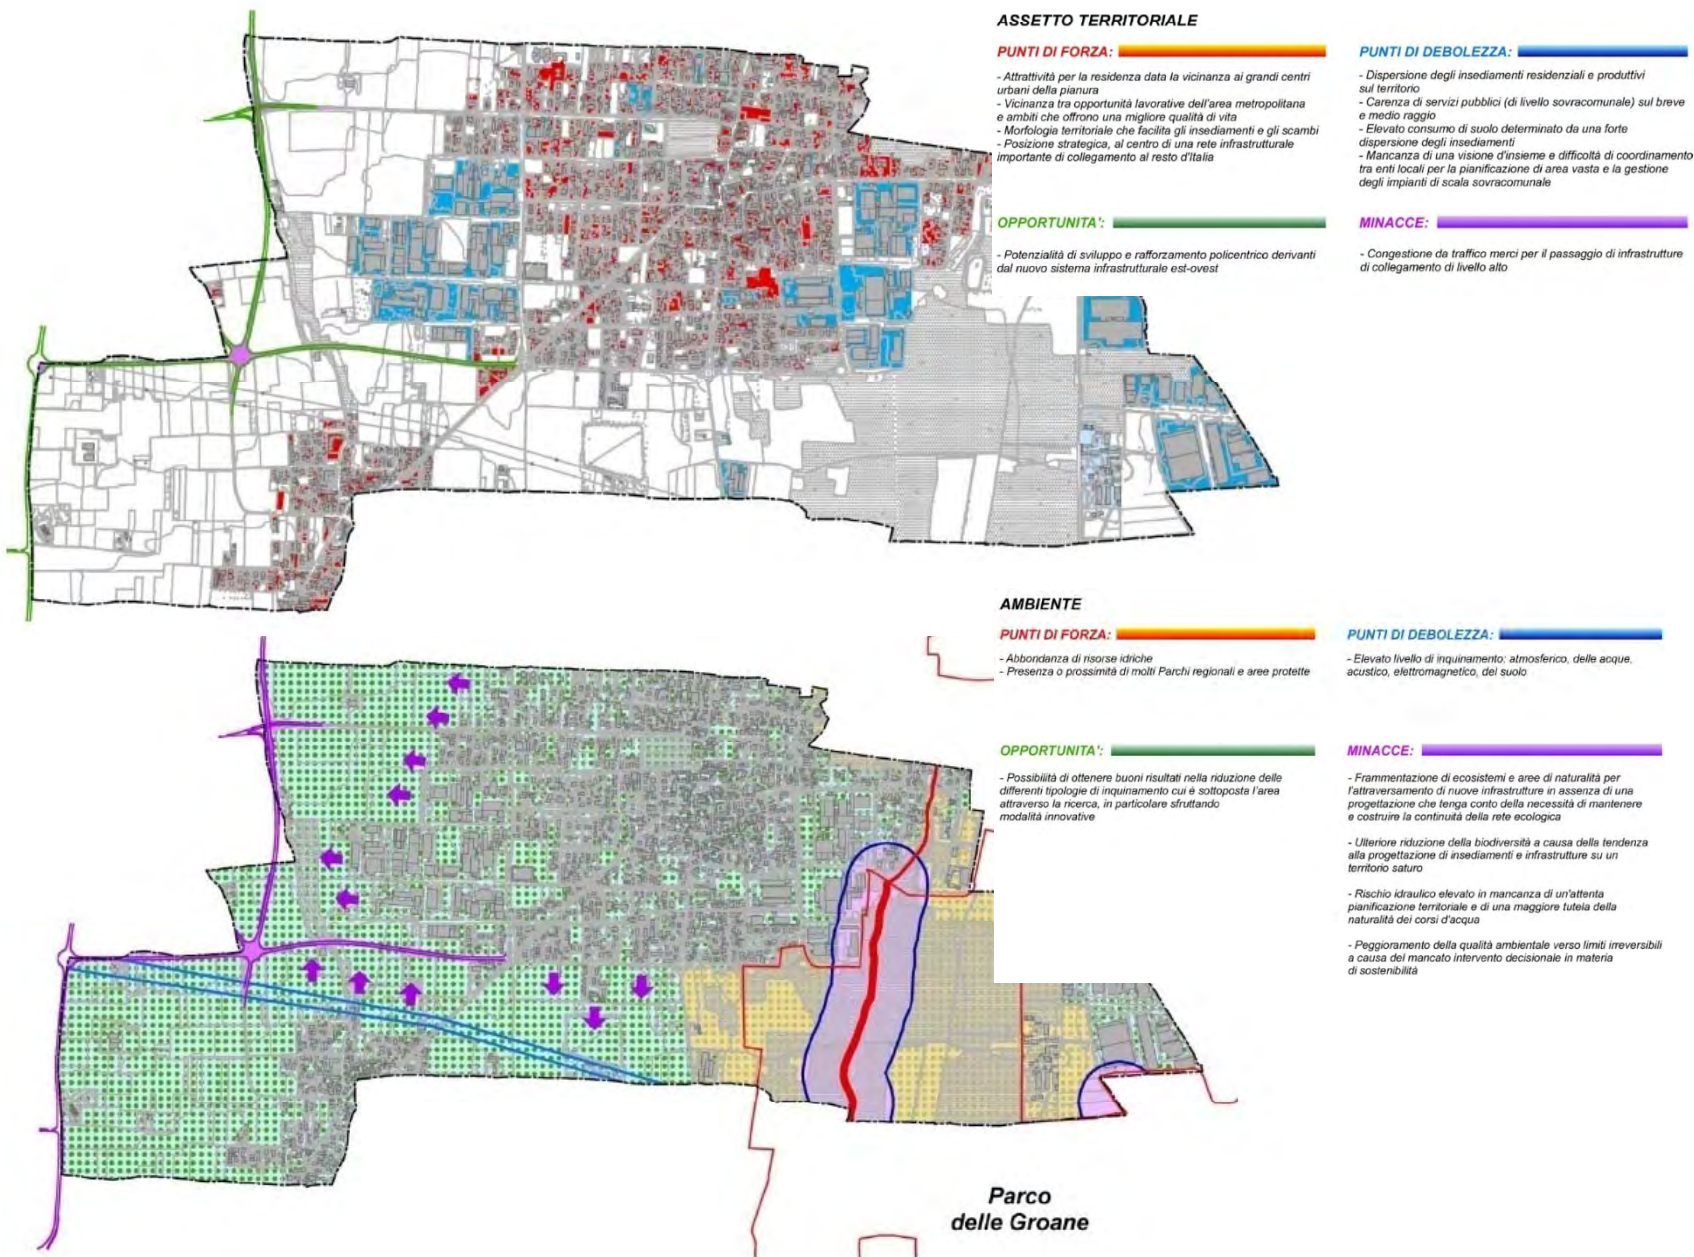 ASSETTO TERRITORIALE
PUNTI DI FORZA:
- Attrattività per la residenza data la vicinanza ai grandi centri
urbani della pianura
- Vicinanza tra opportunità lavorative dell'area metropolitana
e ambiti che offrono una migliore qualità di vita
- Morfologia territoriale che facilita gli insediamenti e gli scambi
- Posizione strategica, al centro di una rete infrastrutturale
importante di collegamento al resto d'Italia
PUNTI DI DEBOLEZZA:
- Dispersione degli insediamenti residenziali e produttivi
sul territorio
- Carenza di servizi pubblici (di livello sovracomunale) sul breve
e medio raggio
- Elevato consumo di suolo determinato da una forte
dispersione degli insediamenti
- Mancanza di una visione d'insieme e difficoltà di coordinamento
tra enti locali per la pianificazione di area vasta e la gestione
degli impianti di scala sovracomunale
OPPORTUNITA':
- Potenzialità di sviluppo e rafforzamento policentrico derivanti
dal nuovo sistema infrastrutturale est-ovest
MINACCE:
- Congestione da traffico merci per il passaggio di infrastrutture
di collegamento di livello alto
AMBIENTE
PUNTI DI FORZA:
- Abbondanza di risorse idriche
- Presenza o prossimità di molti Parchi regionali e aree protette
PUNTI DI DEBOLEZZA:
- Elevato livello di inquinamento: atmosferico, delle acque,
acustico, elettromagnetico, del suolo
OPPORTUNITA':
- Possibilità di ottenere buoni risultati nella riduzione delle
differenti tipologie di inquinamento cui è sottoposta l'area
attraverso la ricerca, in particolare sfruttando
modalità innovative
MINACCE:
- Frammentazione di ecosistemi e aree di naturalità per
l'attraversamento di nuove infrastrutture in assenza di una
progettazione che tenga conto della necessità di mantenere
e costruire la continuità della rete ecologica
- Ulteriore riduzione della biodiversità a causa della tendenza
alla progettazione di insediamenti e infrastrutture su un
territorio saturo
- Rischio idraulico elevato in mancanza di un'attenta
pianificazione territoriale e di una maggiore tutela della
naturalità dei corsi d'acqua
- Peggioramento della qualità ambientale verso limiti irreversibili
a causa del mancato intervento decisionale in materia
di sostenibilità
Parco
delle Groane